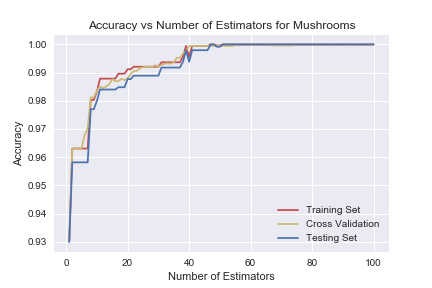 Accuracy vs Number of Estimators for Mushrooms
1.00
0.99
0.98
0.97
0.96
0.95
0.94
0.93
Accuracy
Training Set
Cross Validation
Testing Set
0 20 40 60 80 100
Number of Estimators